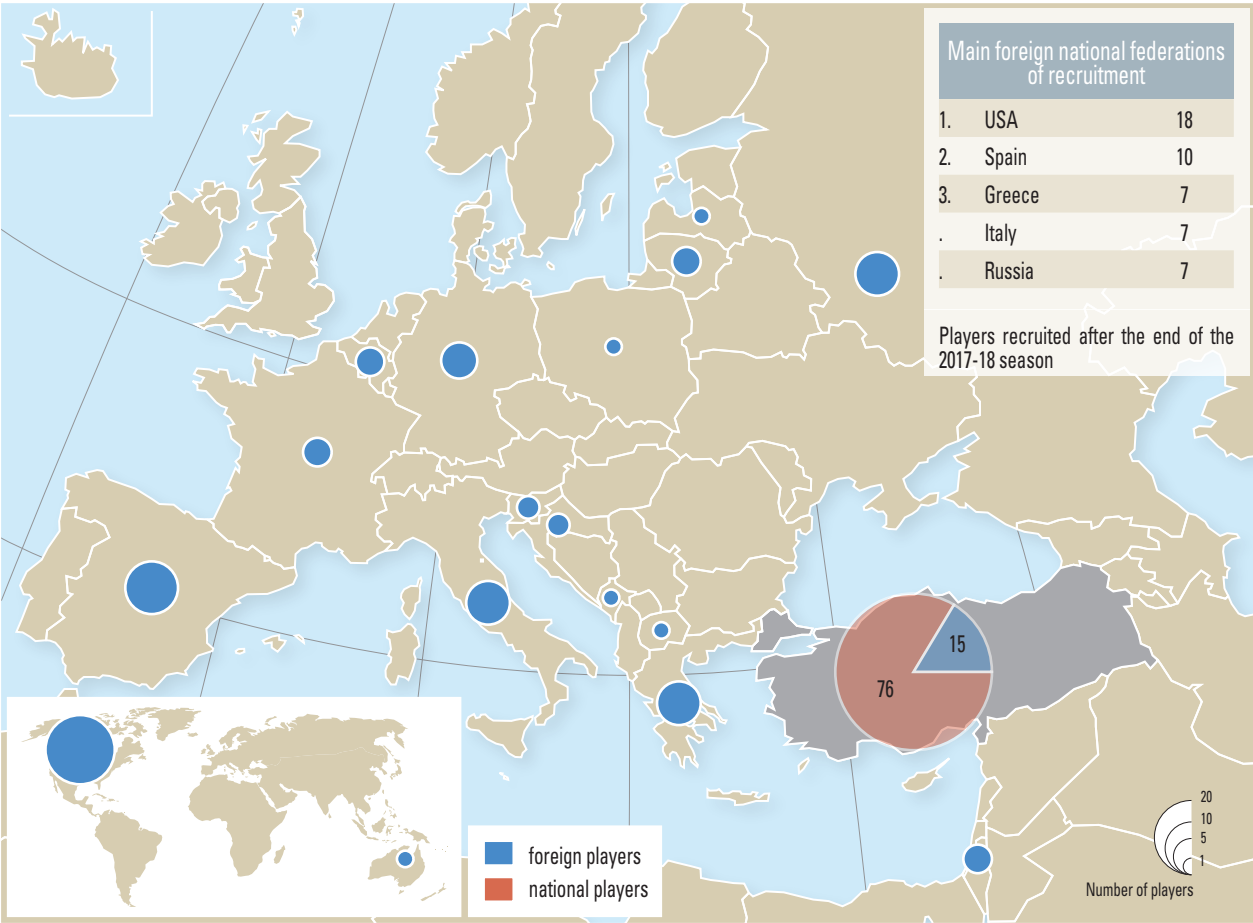 Main foreign national federations
of recruitment
1. USA 18
2. Spain 10
3. Greece 7
. Italy 7
. Russia 7
Players recruited after the end of the
2017-18 season
15
76
foreign players
national players
20
10
5
1
Number of players